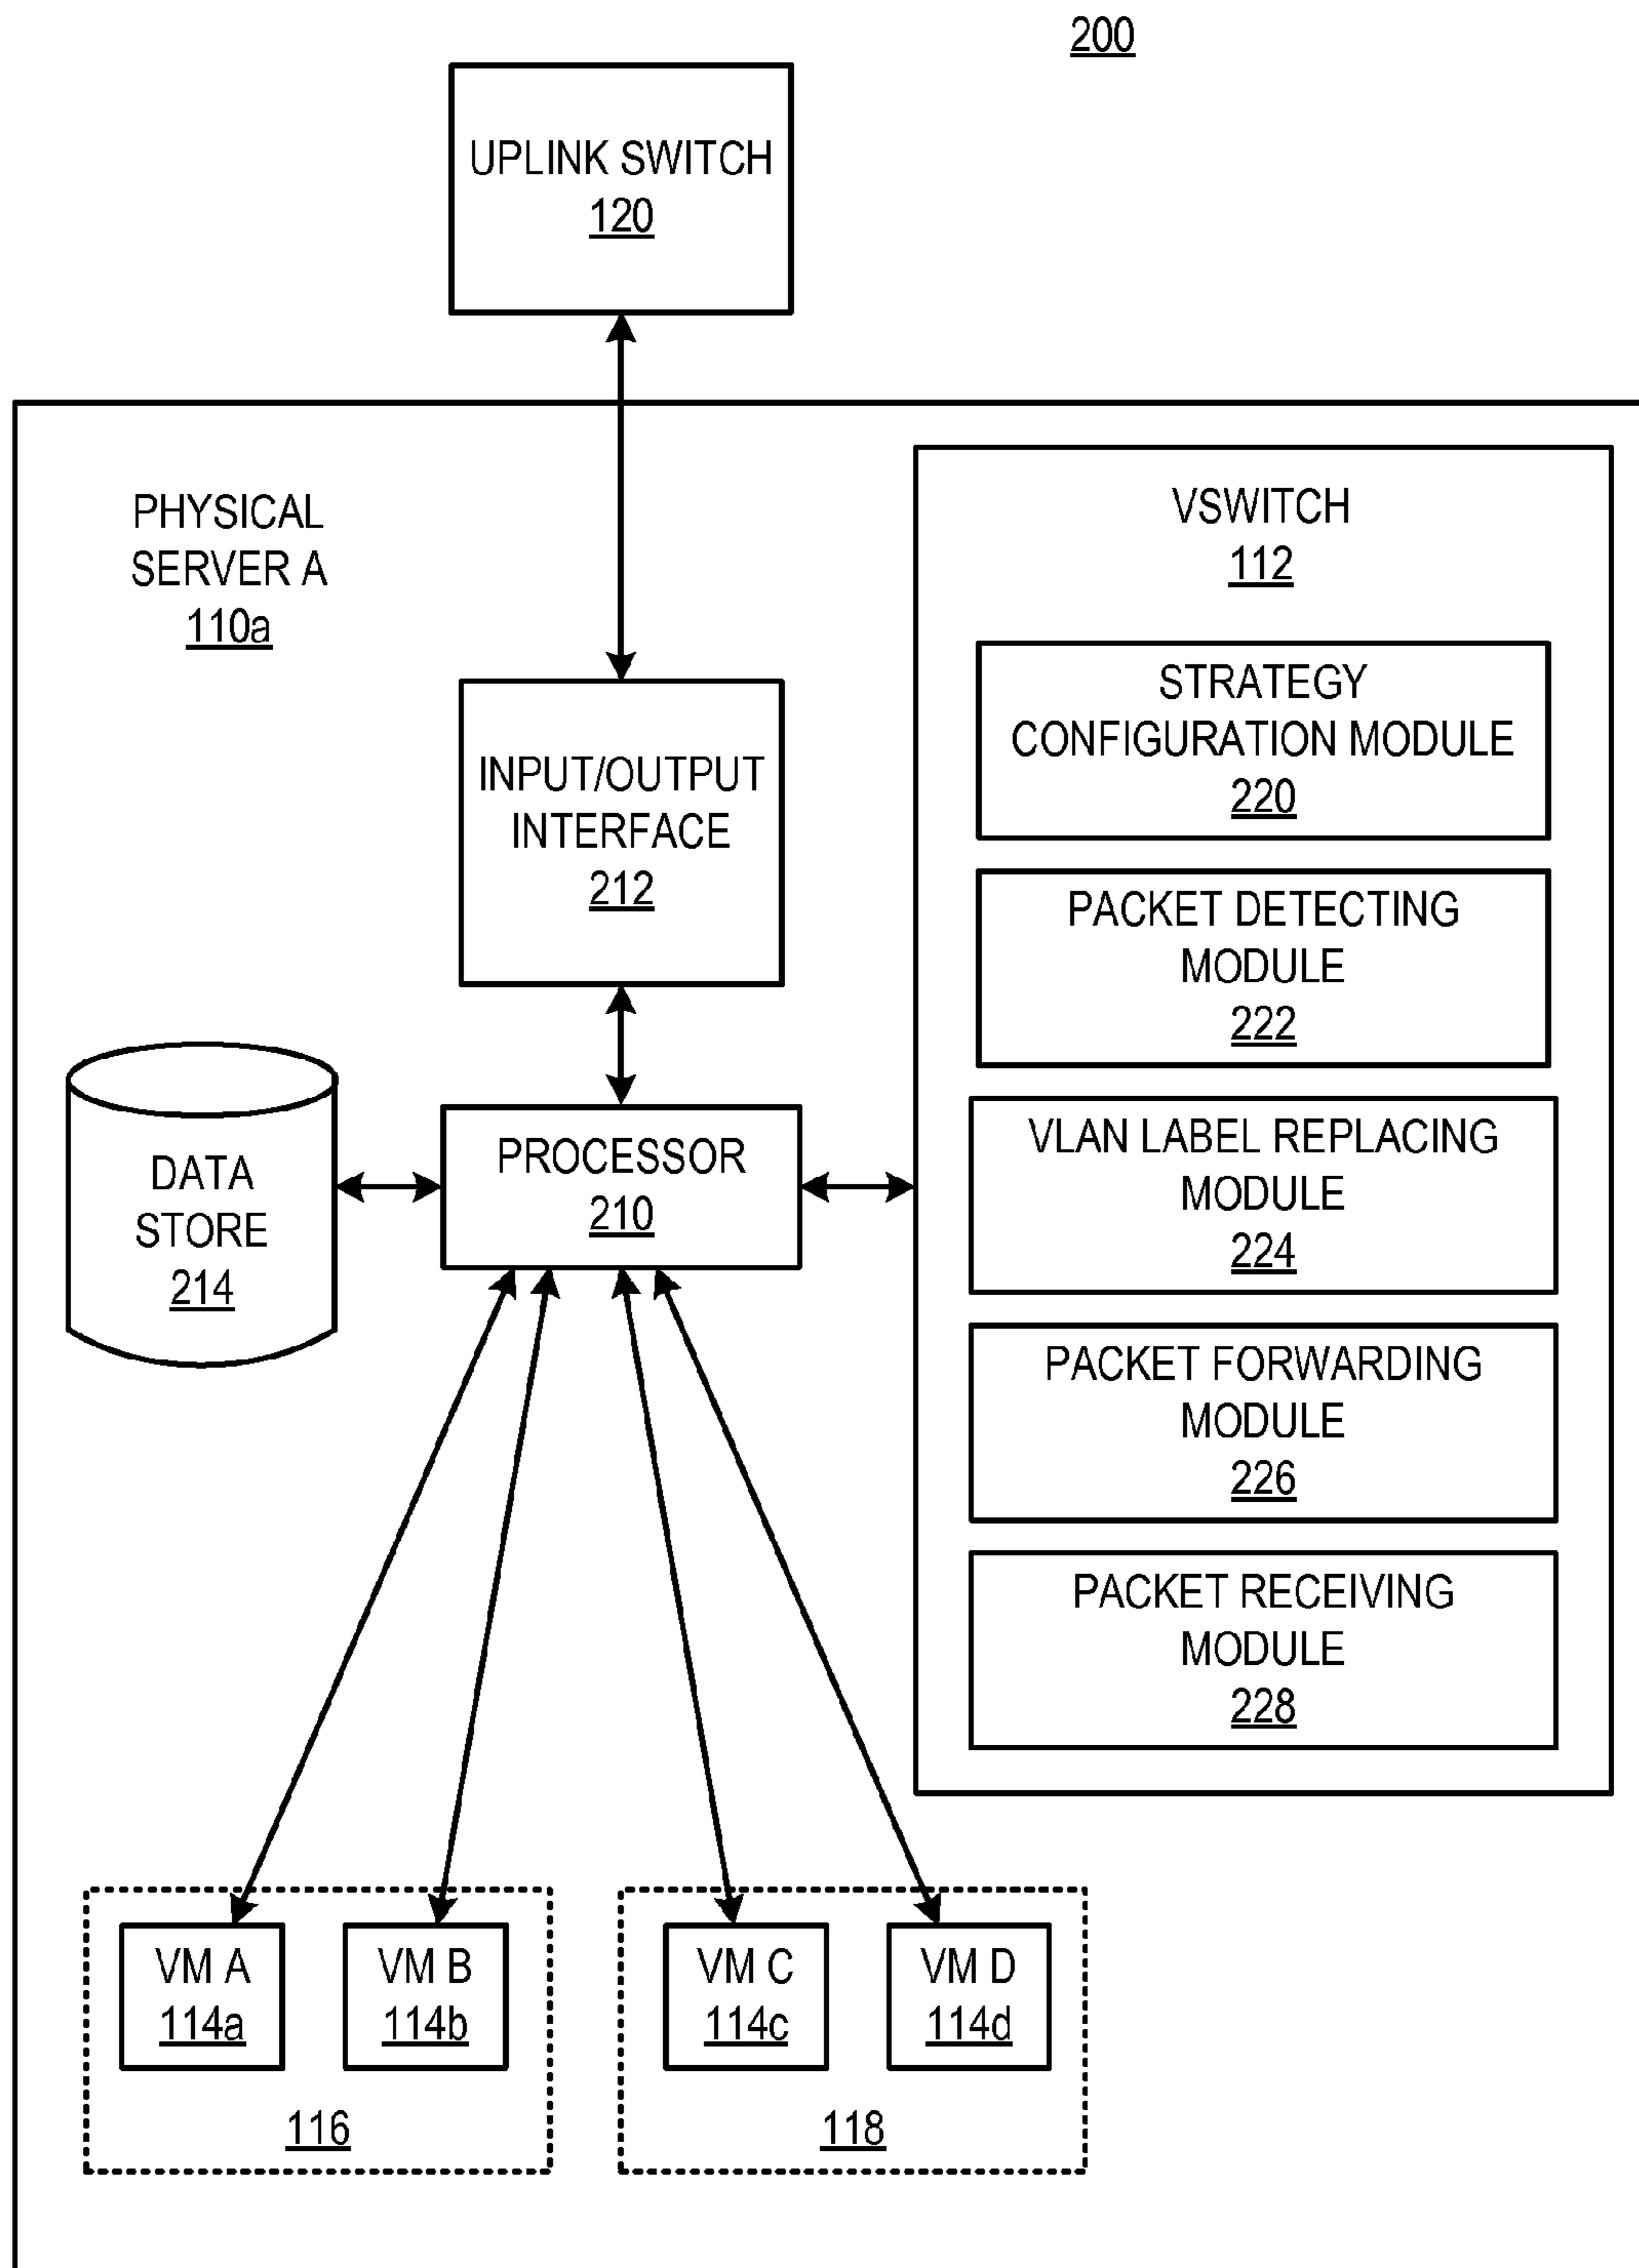 200
UPLINK SWITCH
120
PHYSICAL
SERVER A
110a
VSWITCH
112
STRATEGY
CONFIGURATION MODULE
220
INPUT/OUTPUT
INTERFACE
212
PACKET DETECTING
MODULE
222
DATA
STORE
214
PROCESSOR
210
VLAN LABEL REPLACING
MODULE
224
PACKET FORWARDING
MODULE
226
PACKET RECEIVING
MODULE
228
VM A
114a
VM B
114b
VM C
114c
VM D
114d
116
118